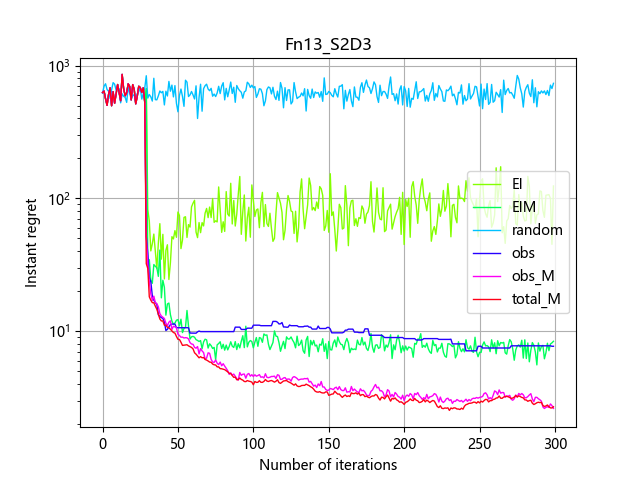 Fn13_S2D3
Instant regret
10³
10²
10¹
EI
EIM
random
obs
obs_M
total_M
0 50 100 150 200 250 300
Number of iterations